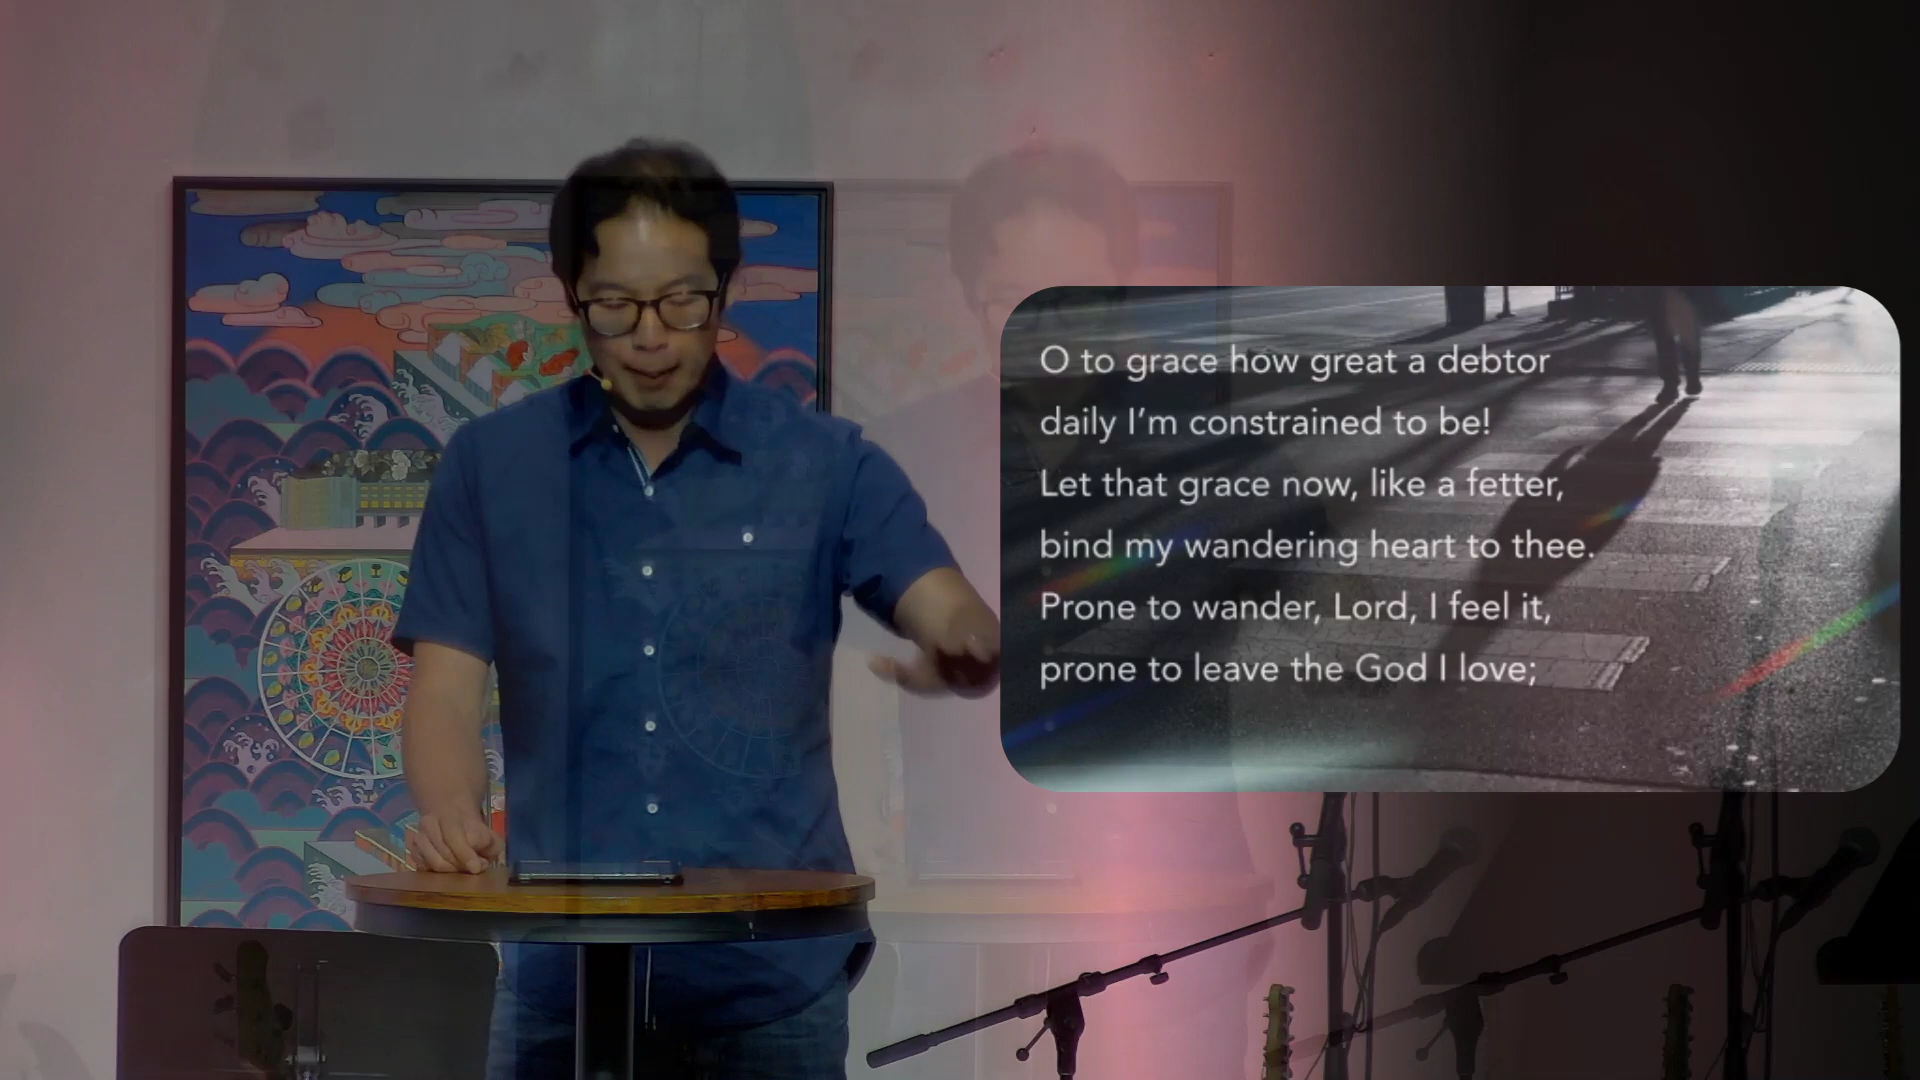 O to grace how great a debtor
daily I’m constrained to be!
Let that grace now, like a fetter,
bind my wandering heart to thee.
Prone to wander, Lord, I feel it,
prone to leave the God I love;